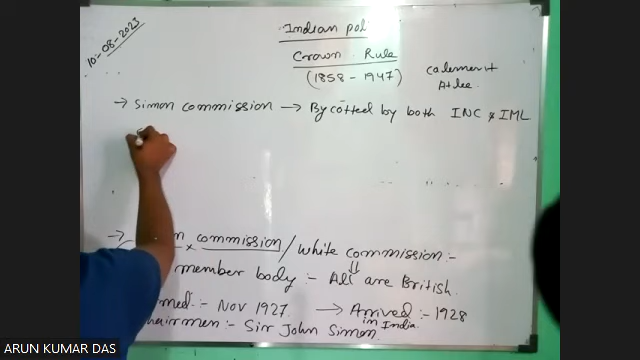 10-08-2023
Indian pol
Crown Rule
(1858-1947)
calement
Atlee
→ Simon commission → Bycotted by both INC & IML
→ n commission / White commission :-
member body :- All are British.
med :- Nov 1927 → Arrived :- 1928
in India
hairmen :- Sir John Simon.
ARUN KUMAR DAS